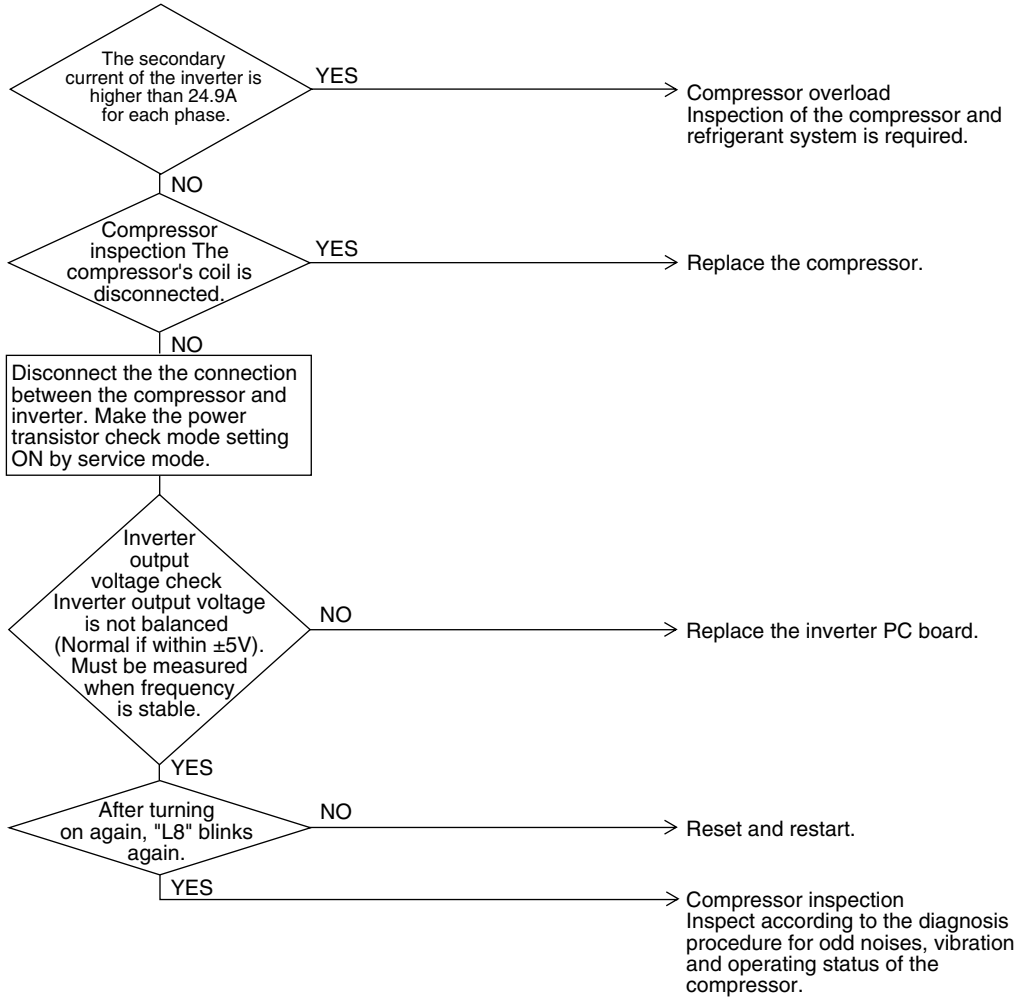 The secondary
current of the inverter is
higher than 24.9A
for each phase.
YES
Compressor overload
Inspection of the compressor and
refrigerant system is required.
NO
Compressor
inspection The
compressor's coil is
disconnected.
YES
Replace the compressor.
NO
Disconnect the the connection
between the compressor and
inverter. Make the power
transistor check mode setting
ON by service mode.
Inverter
output
voltage check
Inverter output voltage
is not balanced
(Normal if within ±5V).
Must be measured
when frequency
is stable.
NO
Replace the inverter PC board.
YES
After turning
on again, "L8" blinks
again.
NO
Reset and restart.
YES
Compressor inspection
Inspect according to the diagnosis
procedure for odd noises, vibration
and operating status of the
compressor.